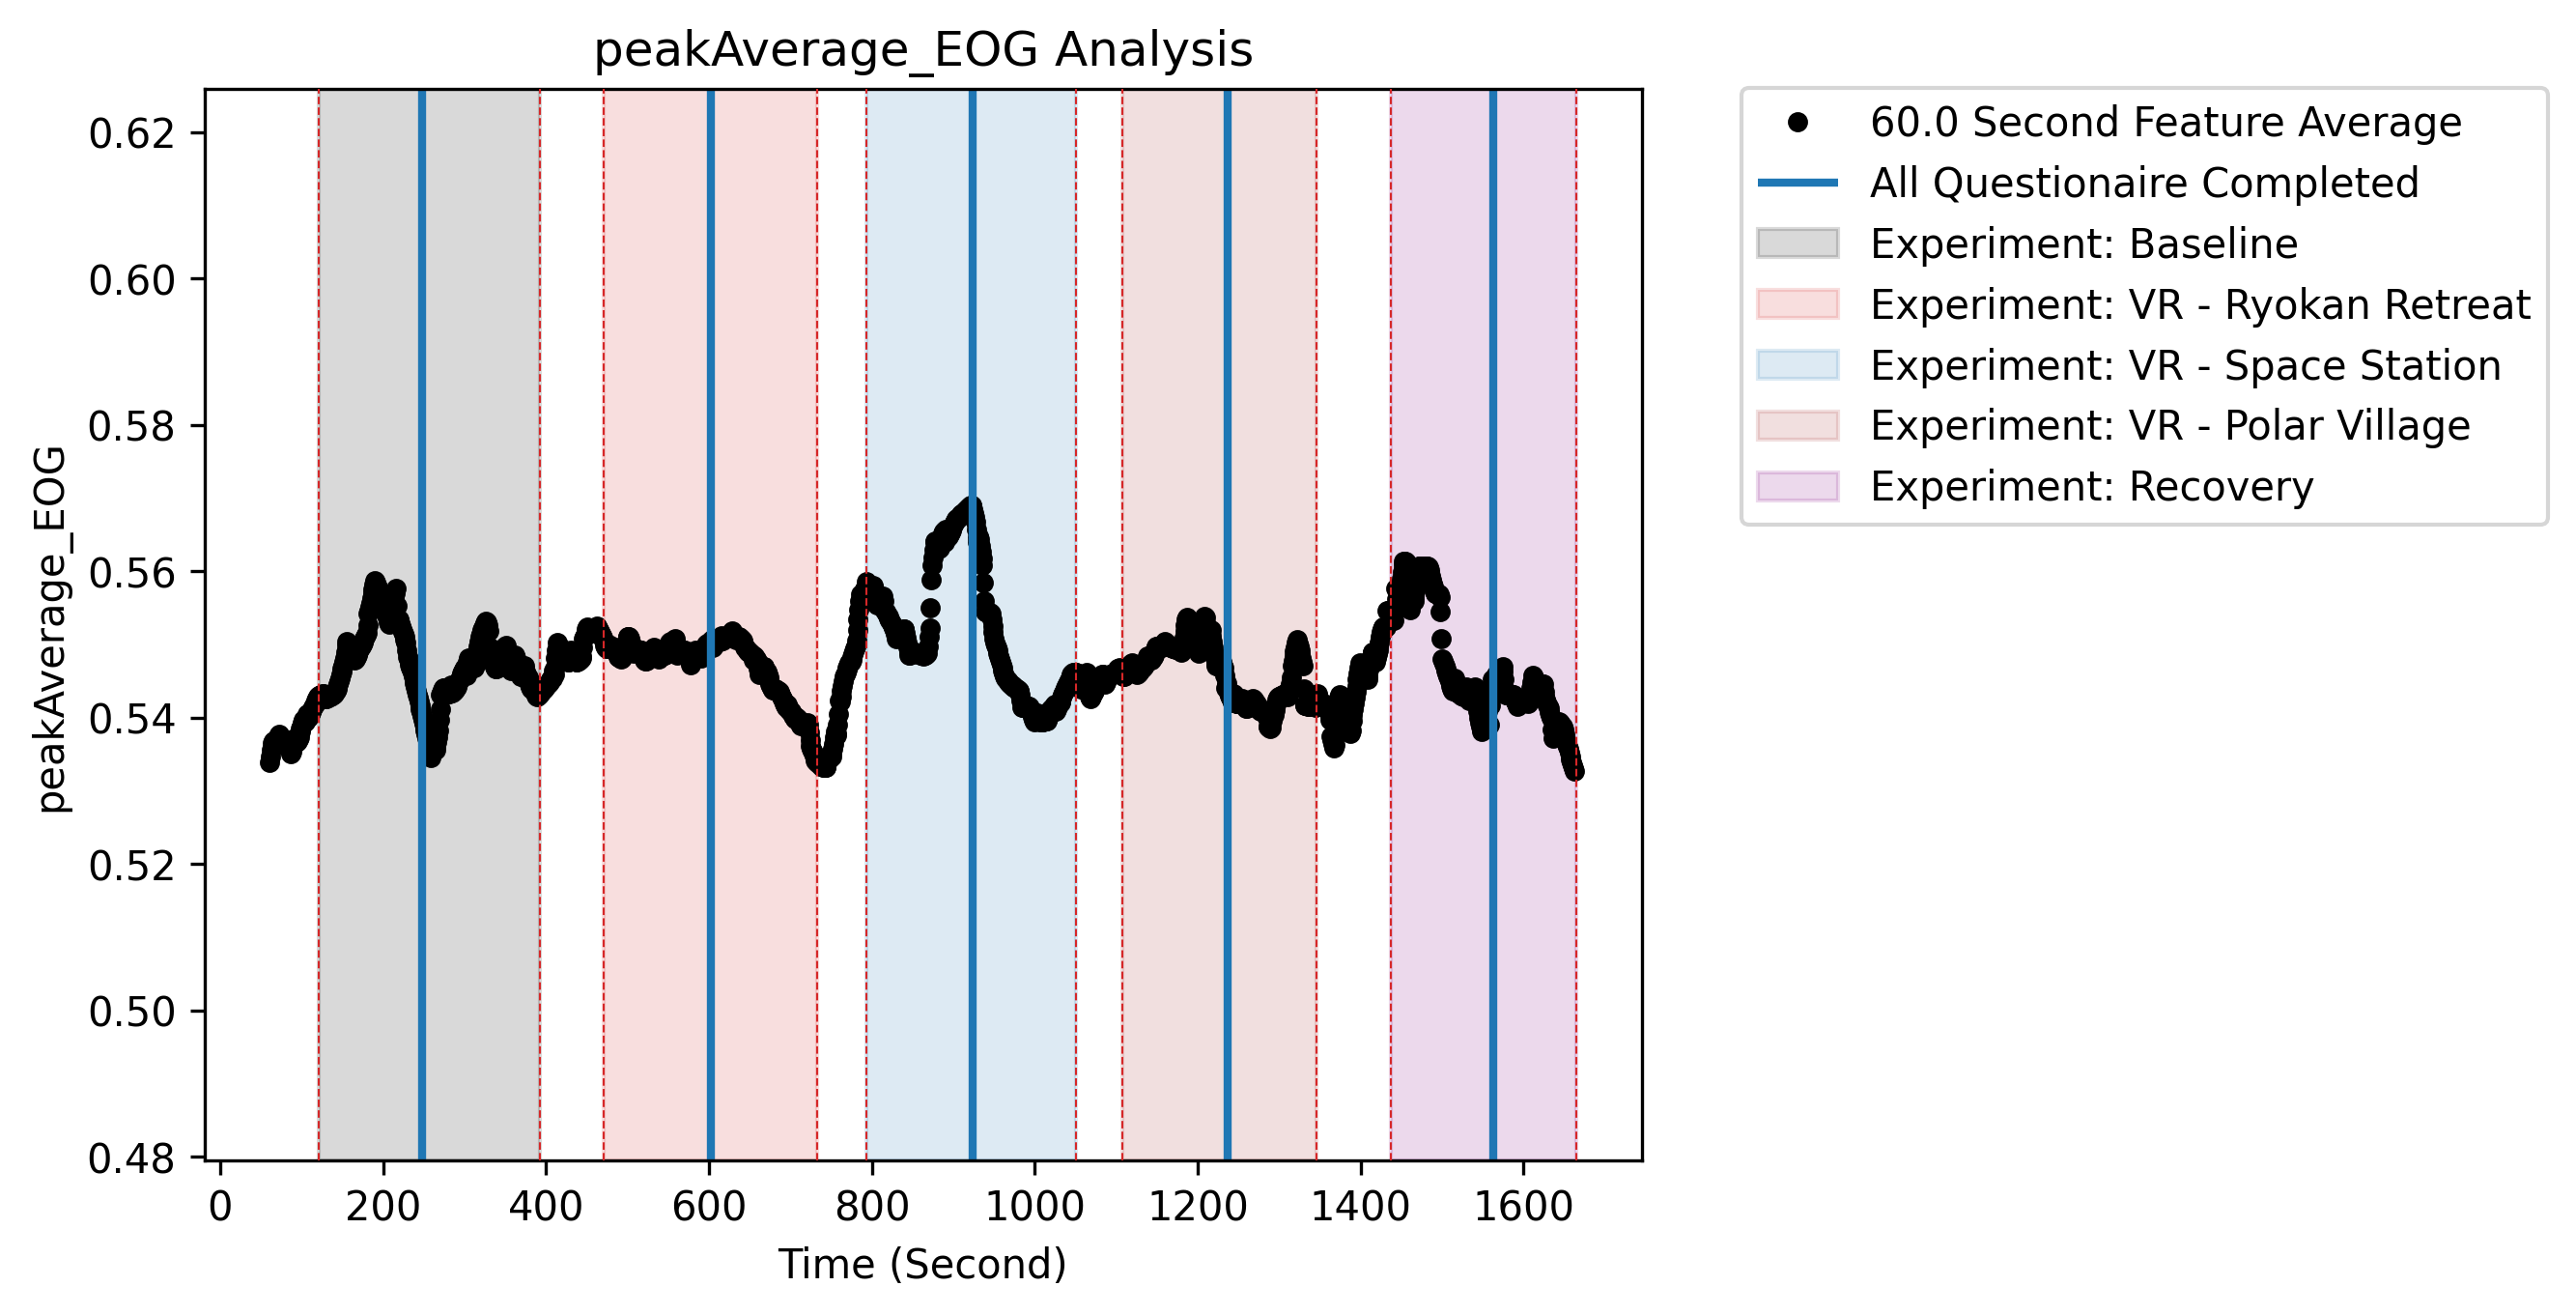 peakAverage_EOG Analysis
peakAverage_EOG
0.62
0.60
0.58
0.56
0.54
0.52
0.50
0.48
0 200 400 600 800 1000 1200 1400 1600
Time (Second)
60.0 Second Feature Average
All Questionaire Completed
Experiment: Baseline
Experiment: VR - Ryokan Retreat
Experiment: VR - Space Station
Experiment: VR - Polar Village
Experiment: Recovery